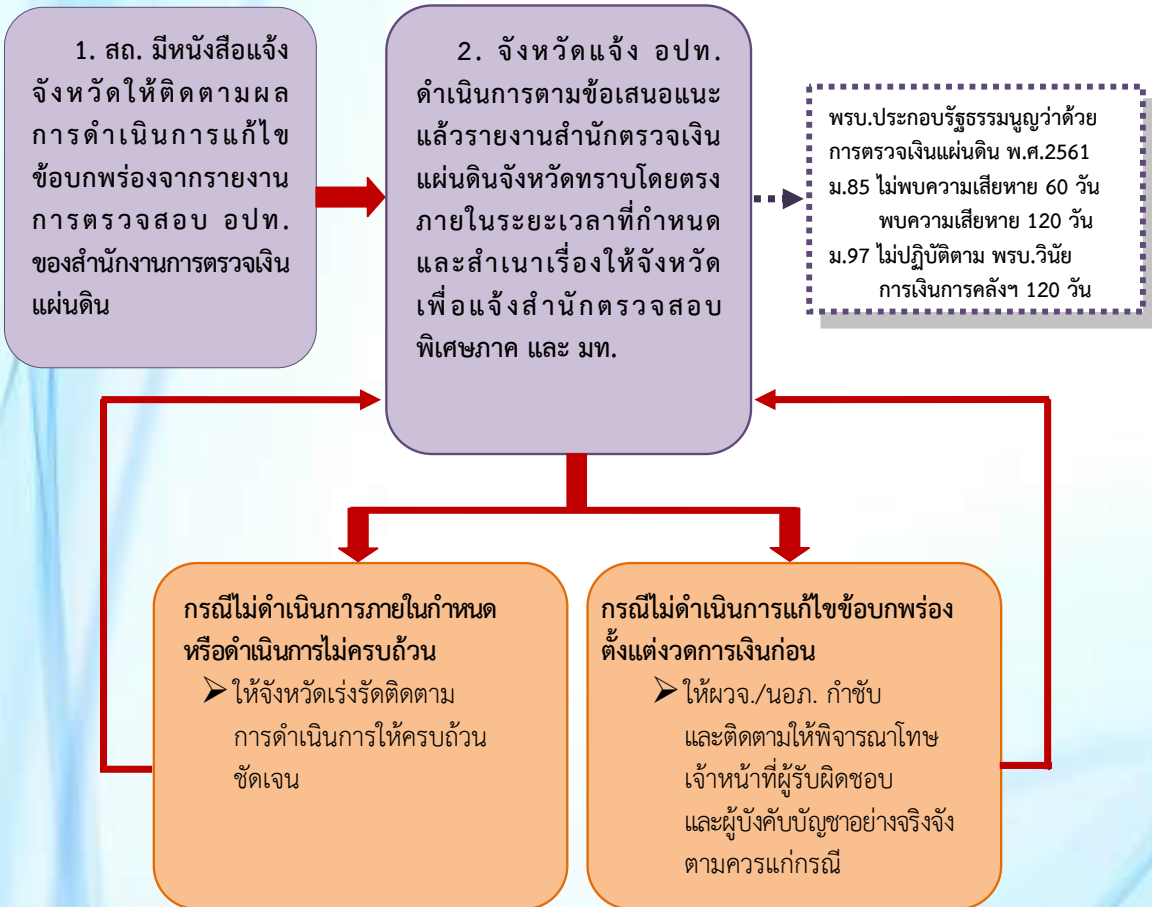 1. สถ. มีหนังสือแจ้ง
จังหวัดให้ติดตามผล
การดำเนินการแก้ไข
ข้อบกพร่องจากรายงาน
การตรวจสอบ อปท.
ของสำนักงานการตรวจเงิน
แผ่นดิน
2. จังหวัดแจ้ง อปท.
ดำเนินการตามข้อเสนอแนะ
แล้วรายงานสำนักตรวจเงิน
แผ่นดินจังหวัดทราบโดยตรง
ภายในระยะเวลาที่กำหนด
และสำเนาเรื่องให้จังหวัด
เพื่อแจ้งสำนักตรวจสอบ
พิเศษภาค และ มท.
พรบ.ประกอบรัฐธรรมนูญว่าด้วย
การตรวจเงินแผ่นดิน พ.ศ.2561
ม.85 ไม่พบความเสียหาย 60 วัน
พบความเสียหาย 120 วัน
ม.97 ไม่ปฏิบัติตาม พรบ.วินัย
การเงินการคลังฯ 120 วัน
กรณีไม่ดำเนินการภายในกำหนด
หรือดำเนินการไม่ครบถ้วน
➢ ให้จังหวัดเร่งรัดติดตาม
การดำเนินการให้ครบถ้วน
ชัดเจน
กรณีไม่ดำเนินการแก้ไขข้อบกพร่อง
ตั้งแต่งวดการเงินก่อน
➢ ให้ผวจ./นอภ. กำชับ
และติดตามให้พิจารณาโทษ
เจ้าหน้าที่ผู้รับผิดชอบ
และผู้บังคับบัญชาอย่างจริงจัง
ตามควรแก่กรณี